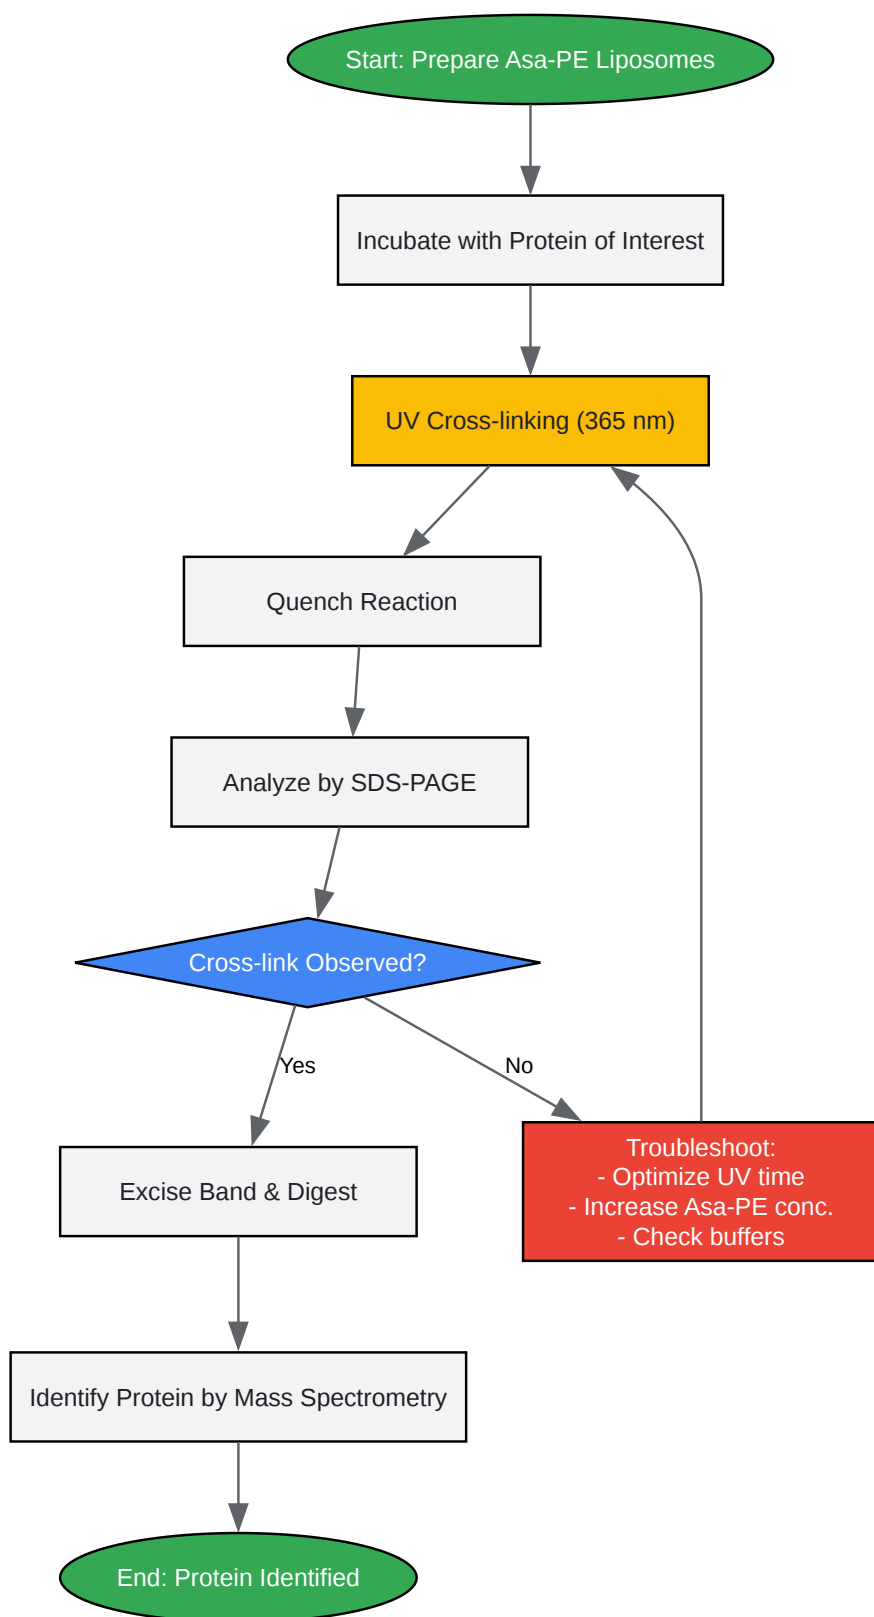 Start: Prepare Asa-PE Liposomes
Incubate with Protein of Interest
UV Cross-linking (365 nm)
Quench Reaction
Analyze by SDS-PAGE
Cross-link Observed?
Yes
No
Troubleshoot:
- Optimize UV time
- Increase Asa-PE conc.
- Check buffers
Excise Band & Digest
Identify Protein by Mass Spectrometry
End: Protein Identified